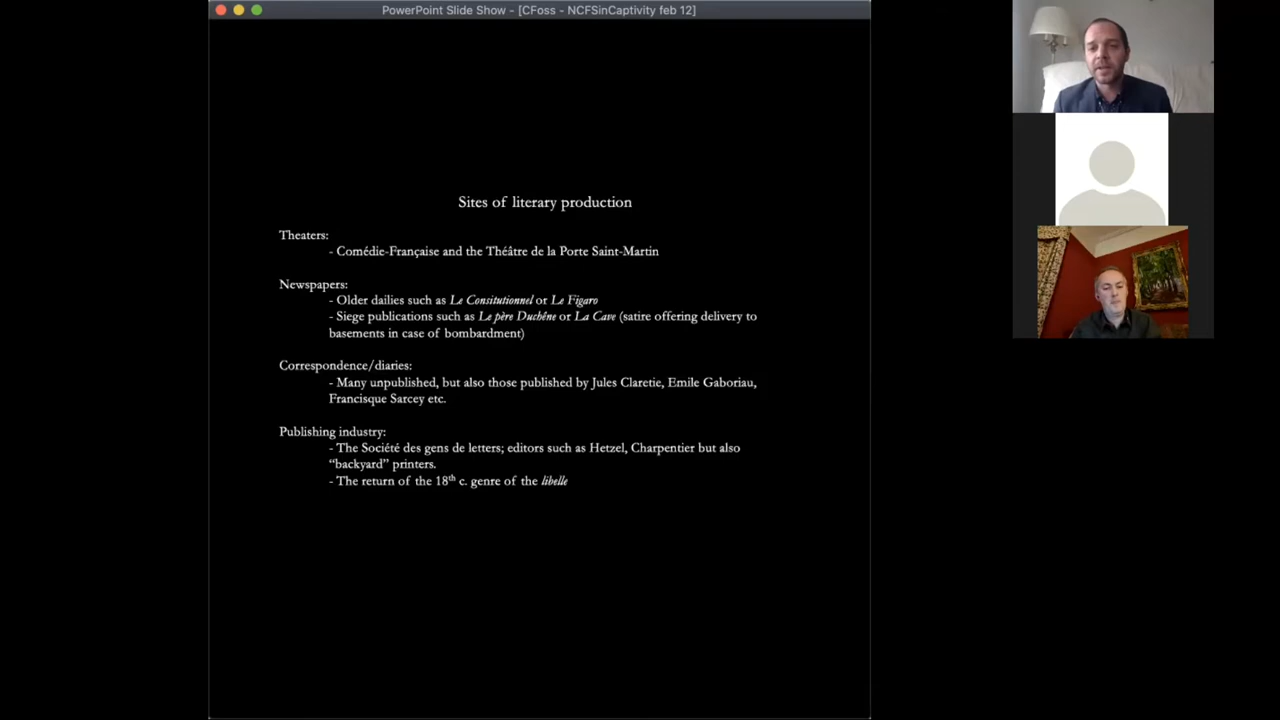 PowerPoint Slide Show - [CFoss - NCFSinCaptivity feb 12]
Sites of literary production
Theaters:
- Comédie-Française and the Théâtre de la Porte Saint-Martin
Newspapers:
- Older dailies such as Le Consitutionnel or Le Figaro
- Siege publications such as Le père Duchêne or La Cave (satire offering delivery to
basements in case of bombardment)
Correspondence/diaries:
- Many unpublished, but also those published by Jules Claretie, Emile Gaboriau,
Francisque Sarcey etc.
Publishing industry:
- The Société des gens de letters; editors such as Hetzel, Charpentier but also
“backyard” printers.
- The return of the 18th c. genre of the libelle